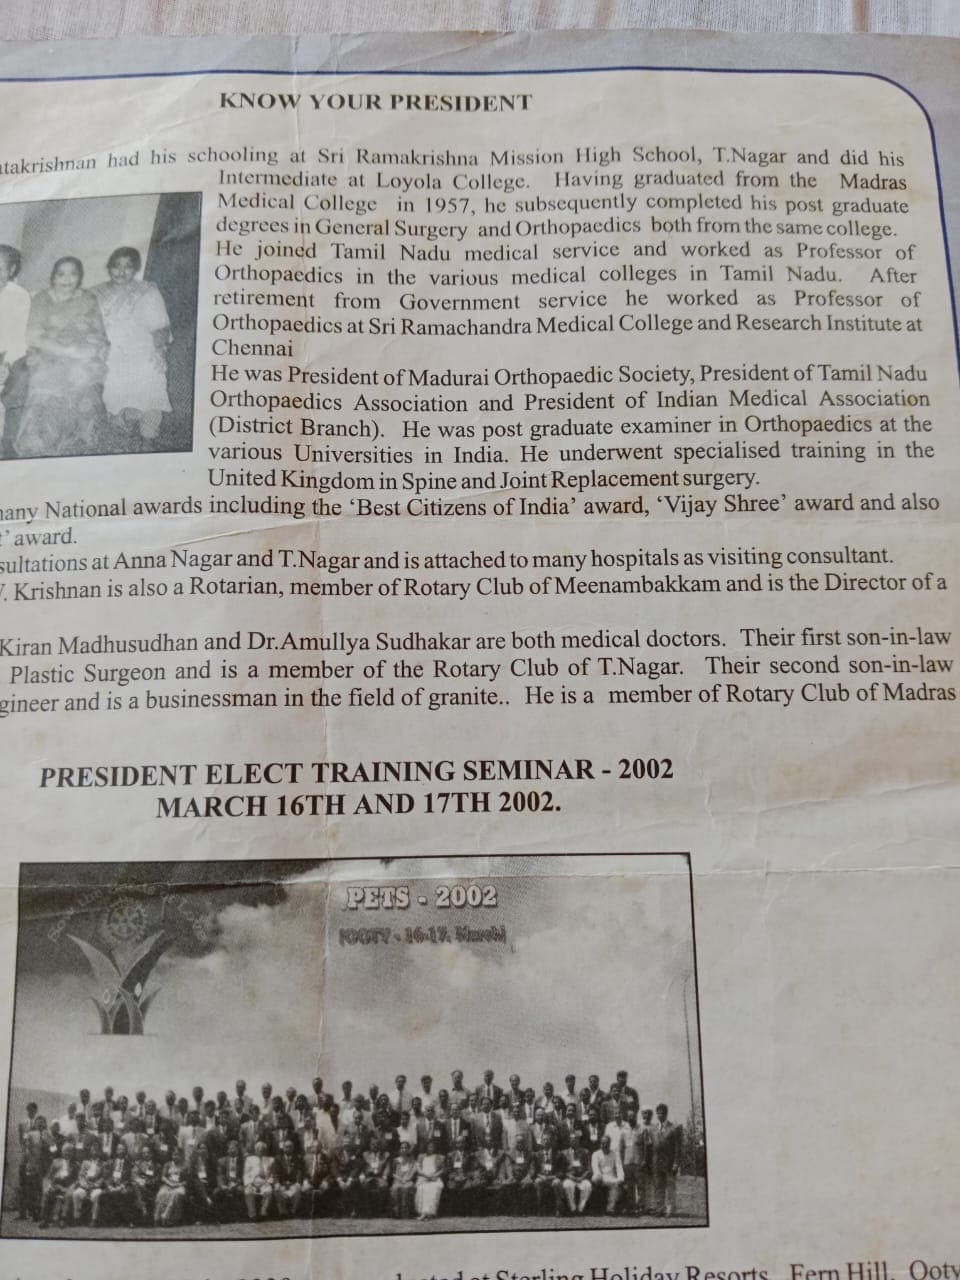 KNOW YOUR PRESIDENT
takrishnan had his schooling at Sri Ramakrishna Mission High School, T.Nagar and did his
Intermediate at Loyola College. Having graduated from the Madras
Medical College in 1957, he subsequently completed his post graduate
degrees in General Surgery and Orthopaedics both from the same college.
He joined Tamil Nadu medical service and worked as Professor of
Orthopaedics in the various medical colleges in Tamil Nadu. After
retirement from Government service he worked as Professor of
Orthopaedics at Sri Ramachandra Medical College and Research Institute at
Chennai
He was President of Madurai Orthopaedic Society, President of Tamil Nadu
Orthopaedics Association and President of Indian Medical Association
(District Branch). He was post graduate examiner in Orthopaedics at the
various Universities in India. He underwent specialised training in the
United Kingdom in Spine and Joint Replacement surgery.
many National awards including the ‘Best Citizens of India’ award, ‘Vijay Shree’ award and also
’ award.
sultations at Anna Nagar and T.Nagar and is attached to many hospitals as visiting consultant.
. Krishnan is also a Rotarian, member of Rotary Club of Meenambakkam and is the Director of a
Kiran Madhusudhan and Dr.Amullya Sudhakar are both medical doctors. Their first son-in-law
Plastic Surgeon and is a member of the Rotary Club of T.Nagar. Their second son-in-law
gineer and is a businessman in the field of granite.. He is a member of Rotary Club of Madras
PRESIDENT ELECT TRAINING SEMINAR - 2002
MARCH 16TH AND 17TH 2002.
PETS - 2002
16-17, March
at Sterling Holiday Resorts, Fern Hill, Ooty